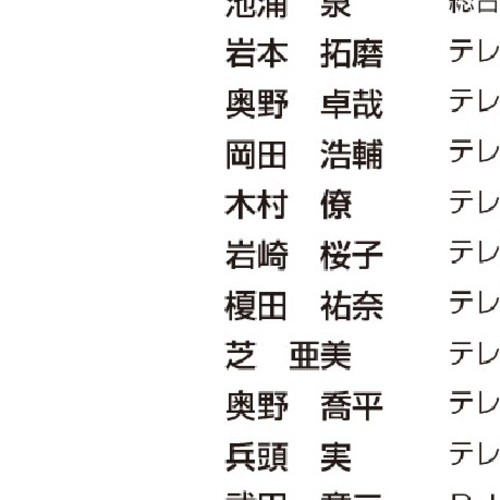 池浦　泉　総合
岩本　拓磨　テレ
奥野　卓哉　テレ
岡田　浩輔　テレ
木村　僚　テレ
岩崎　桜子　テレ
榎田　祐奈　テレ
芝　亜美　テレ
奥野　喬平　テレ
兵頭　実　テレ